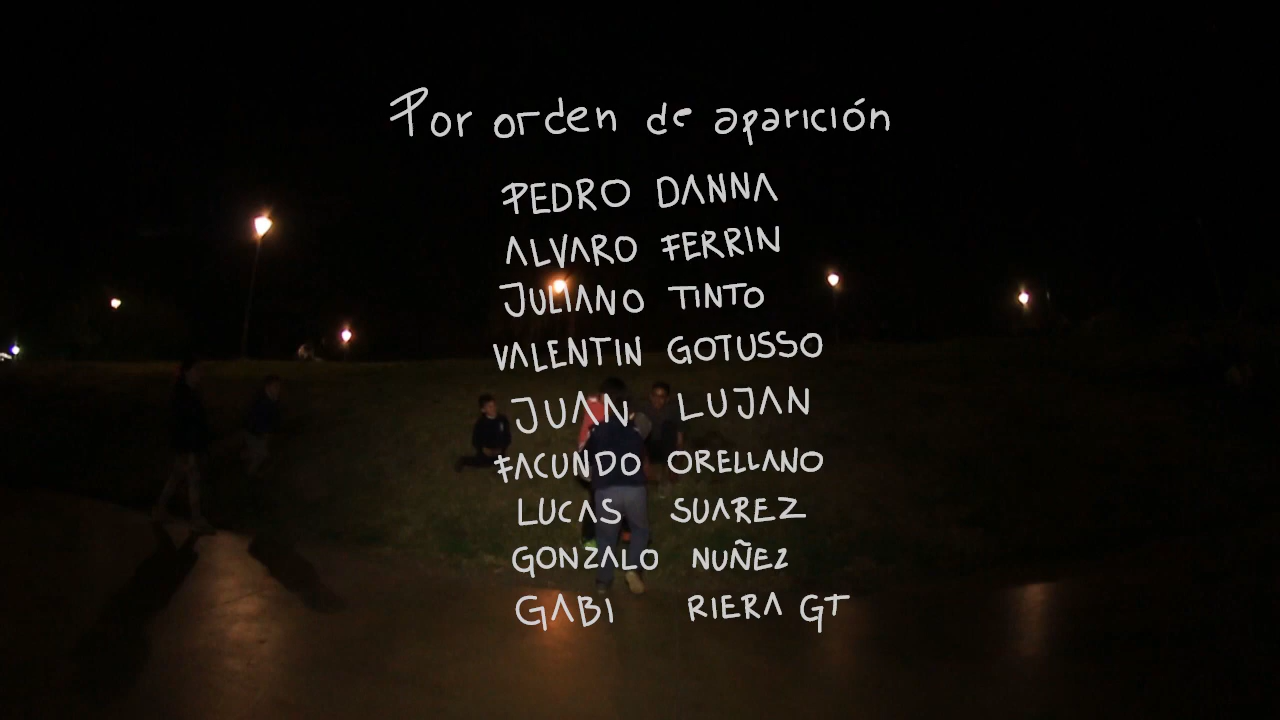 Por orden de aparición
PEDRO DANNA
ALVARO FERRIN
JULIANO TINTO
VALENTIN GOTUSSO
JUAN LUJAN
FACUNDO ORELLANO
LUCAS SUAREZ
GONZALO NUÑEZ
GABI RIERA GT